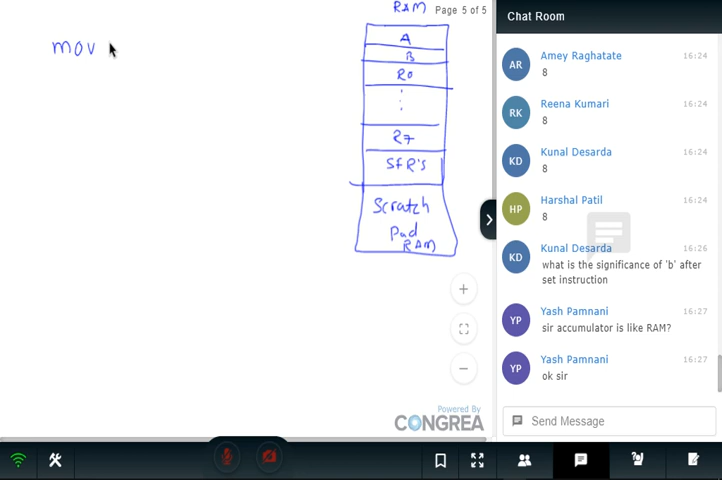 RAM
Page 5 of 5
mov
A
B
R0
R7
SFR's
Scratch
Pad
RAM
Powered By
CONGREA
Chat Room
AR
Amey Raghatate
16:24
8
RK
Reena Kumari
16:24
8
KD
Kunal Desarda
16:24
8
HP
Harshal Patil
16:24
8
KD
Kunal Desarda
16:26
what is the significance of 'b' after
set instruction
YP
Yash Pamnani
16:27
sir accumulator is like RAM?
YP
Yash Pamnani
16:27
ok sir
Send Message